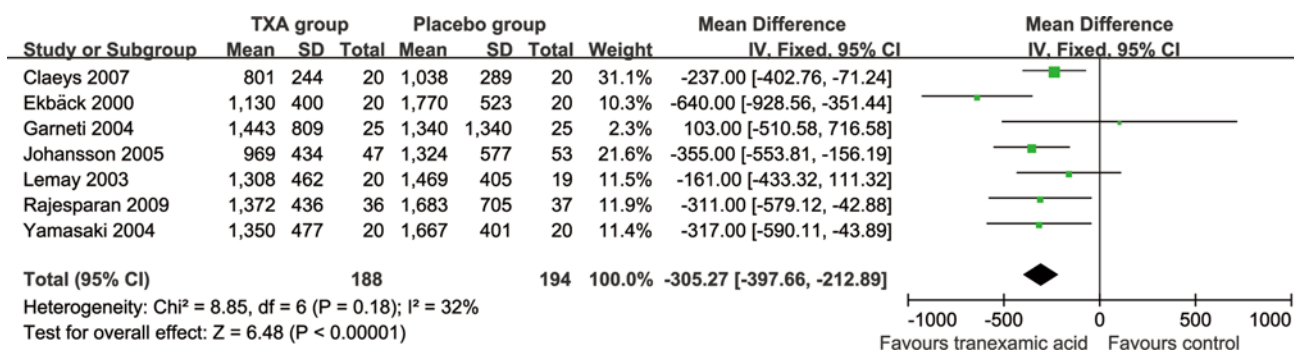 TXA group Placebo group Mean Difference Mean Difference
Study or Subgroup Mean SD Total Mean SD Total Weight IV, Fixed, 95% CI IV, Fixed, 95% CI
Claeys 2007 801 244 20 1,038 289 20 31.1% -237.00 [-402.76, -71.24]
Ekbäck 2000 1,130 400 20 1,770 523 20 10.3% -640.00 [-928.56, -351.44]
Garneti 2004 1,443 809 25 1,340 1,340 25 2.3% 103.00 [-510.58, 716.58]
Johansson 2005 969 434 47 1,324 577 53 21.6% -355.00 [-553.81, -156.19]
Lemay 2003 1,308 462 20 1,469 405 19 11.5% -161.00 [-433.32, 111.32]
Rajesparan 2009 1,372 436 36 1,683 705 37 11.9% -311.00 [-579.12, -42.88]
Yamasaki 2004 1,350 477 20 1,667 401 20 11.4% -317.00 [-590.11, -43.89]
Total (95% CI) 188 194 100.0% -305.27 [-397.66, -212.89]
Heterogeneity: Chi² = 8.85, df = 6 (P = 0.18); I² = 32%
Test for overall effect: Z = 6.48 (P < 0.00001)
-1000 -500 0 500 1000
Favours tranexamic acid Favours control